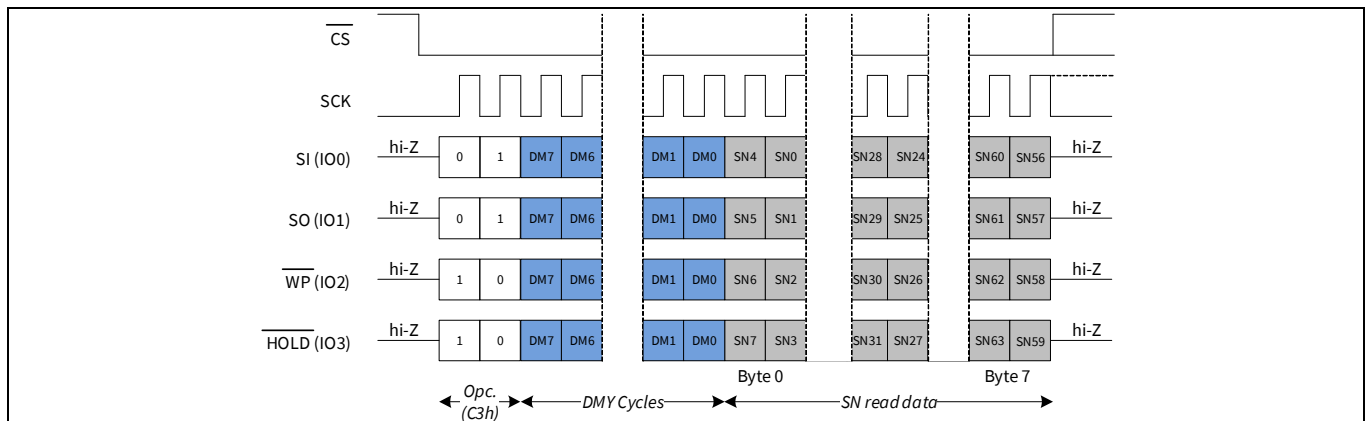 CS
SCK
SI (IO0) hi-Z 0 1 DM7 DM6 DM1 DM0 SN4 SN0 SN28 SN24 SN60 SN56 hi-Z
SO (IO1) hi-Z 0 1 DM7 DM6 DM1 DM0 SN5 SN1 SN29 SN25 SN61 SN57 hi-Z
WP (IO2) hi-Z 1 0 DM7 DM6 DM1 DM0 SN6 SN2 SN30 SN26 SN62 SN58 hi-Z
HOLD (IO3) hi-Z 1 0 DM7 DM6 DM1 DM0 SN7 SN3 SN31 SN27 SN63 SN59 hi-Z
Byte 0 Byte 7
Opc. DMY Cycles SN read data
(C3h)